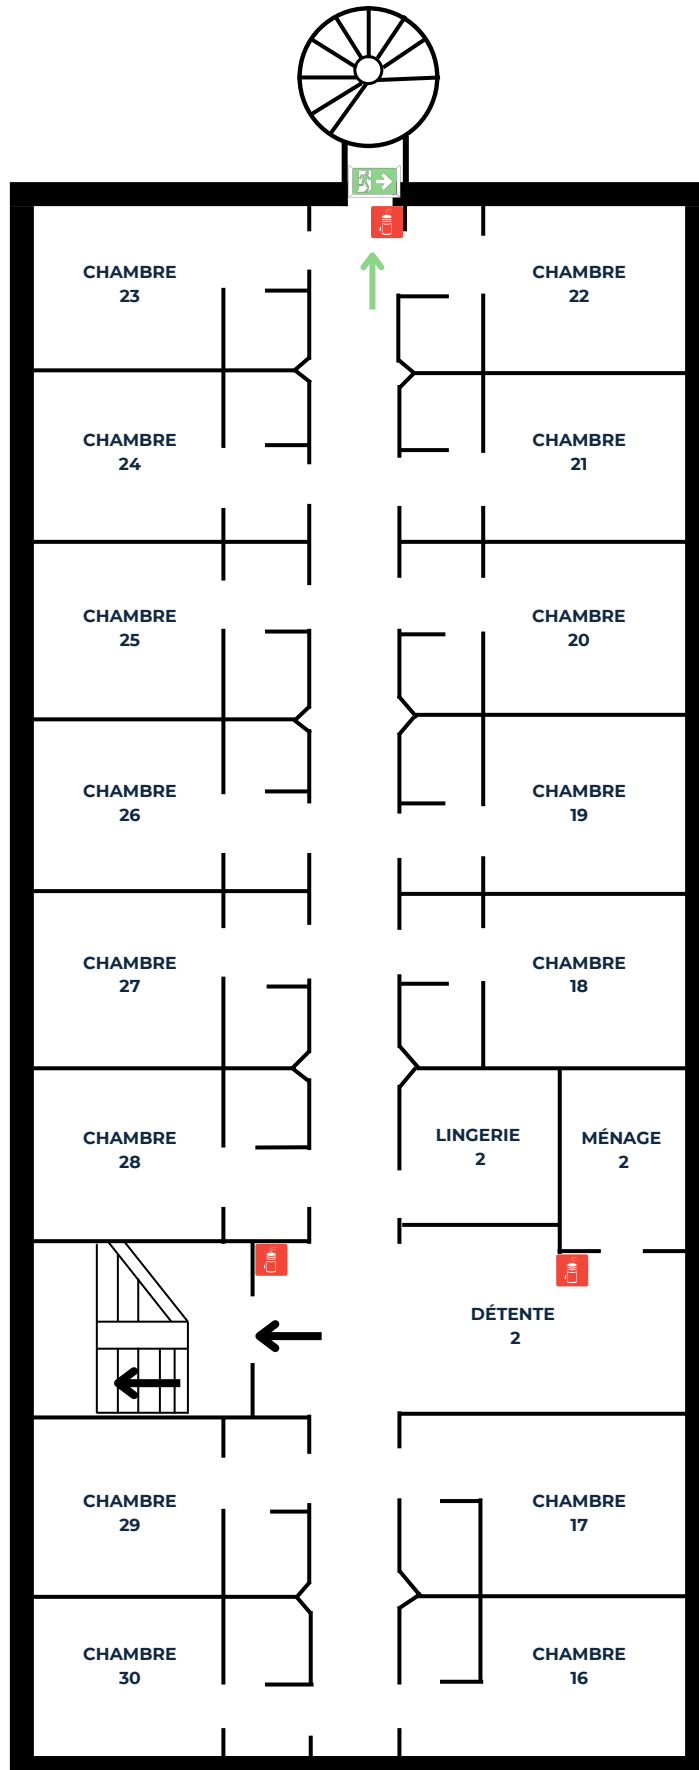 CHAMBRE
23
CHAMBRE
22
CHAMBRE
24
CHAMBRE
21
CHAMBRE
25
CHAMBRE
20
CHAMBRE
26
CHAMBRE
19
CHAMBRE
27
CHAMBRE
18
CHAMBRE
28
LINGERIE
2
MÉNAGE
2
DÉTENTE
2
CHAMBRE
29
CHAMBRE
17
CHAMBRE
30
CHAMBRE
16